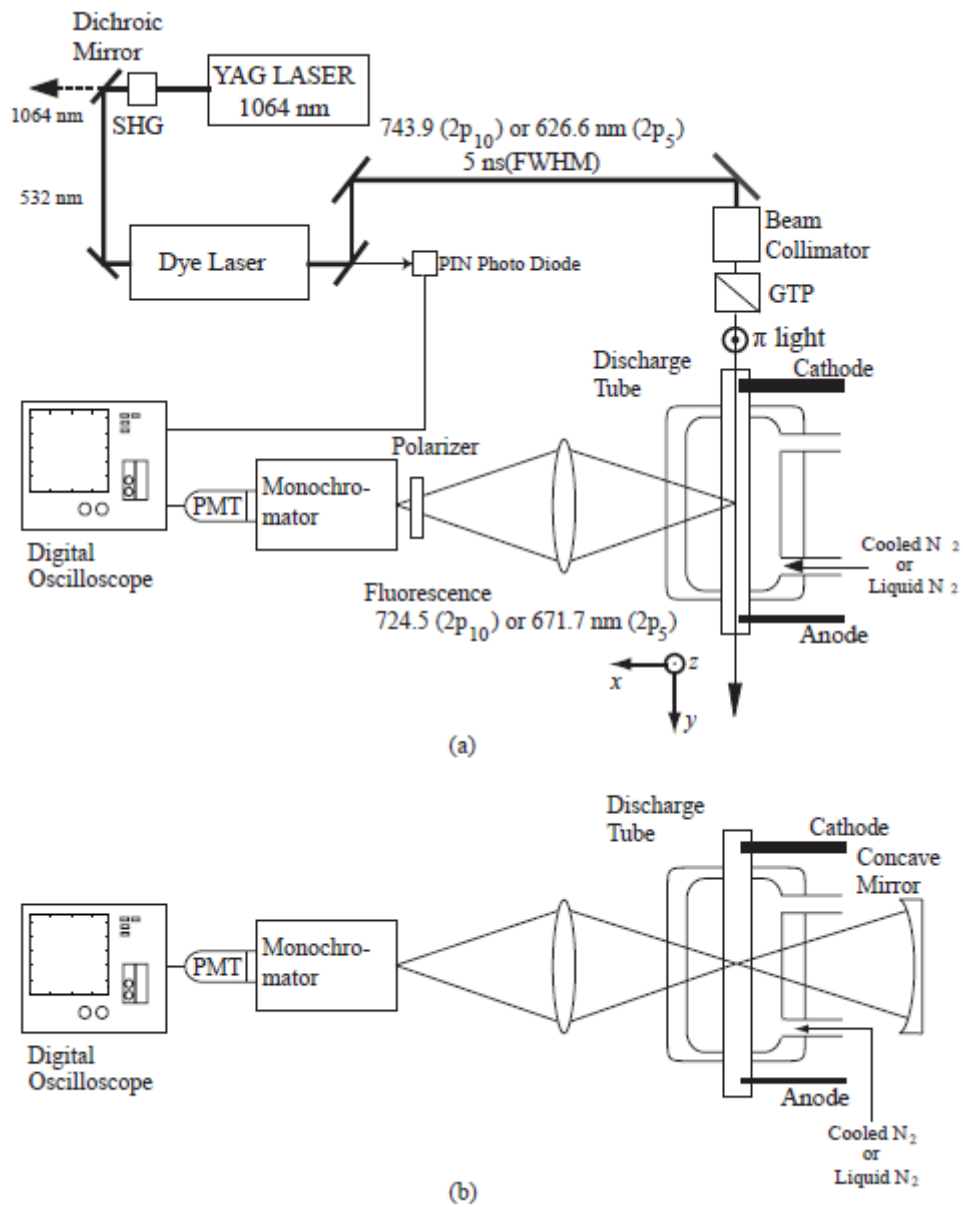 Dichroic
Mirror
YAG LASER
1064 nm
1064 nm
SHG
743.9 (2p10) or 626.6 nm (2p5)
5 ns(FWHM)
532 nm
Beam
Collimator
Dye Laser
PIN Photo Diode
GTP
π light
Discharge
Tube
Cathode
Polarizer
Monochro-
mator
PMT
Digital
Oscilloscope
Cooled N 2
or
Liquid N 2
Fluorescence
724.5 (2p10) or 671.7 nm (2p5)
Anode
z
x
y
(a)
Discharge
Tube
Cathode
Concave
Mirror
Monochro-
mator
PMT
Digital
Oscilloscope
Anode
Cooled N2
or
Liquid N2
(b)